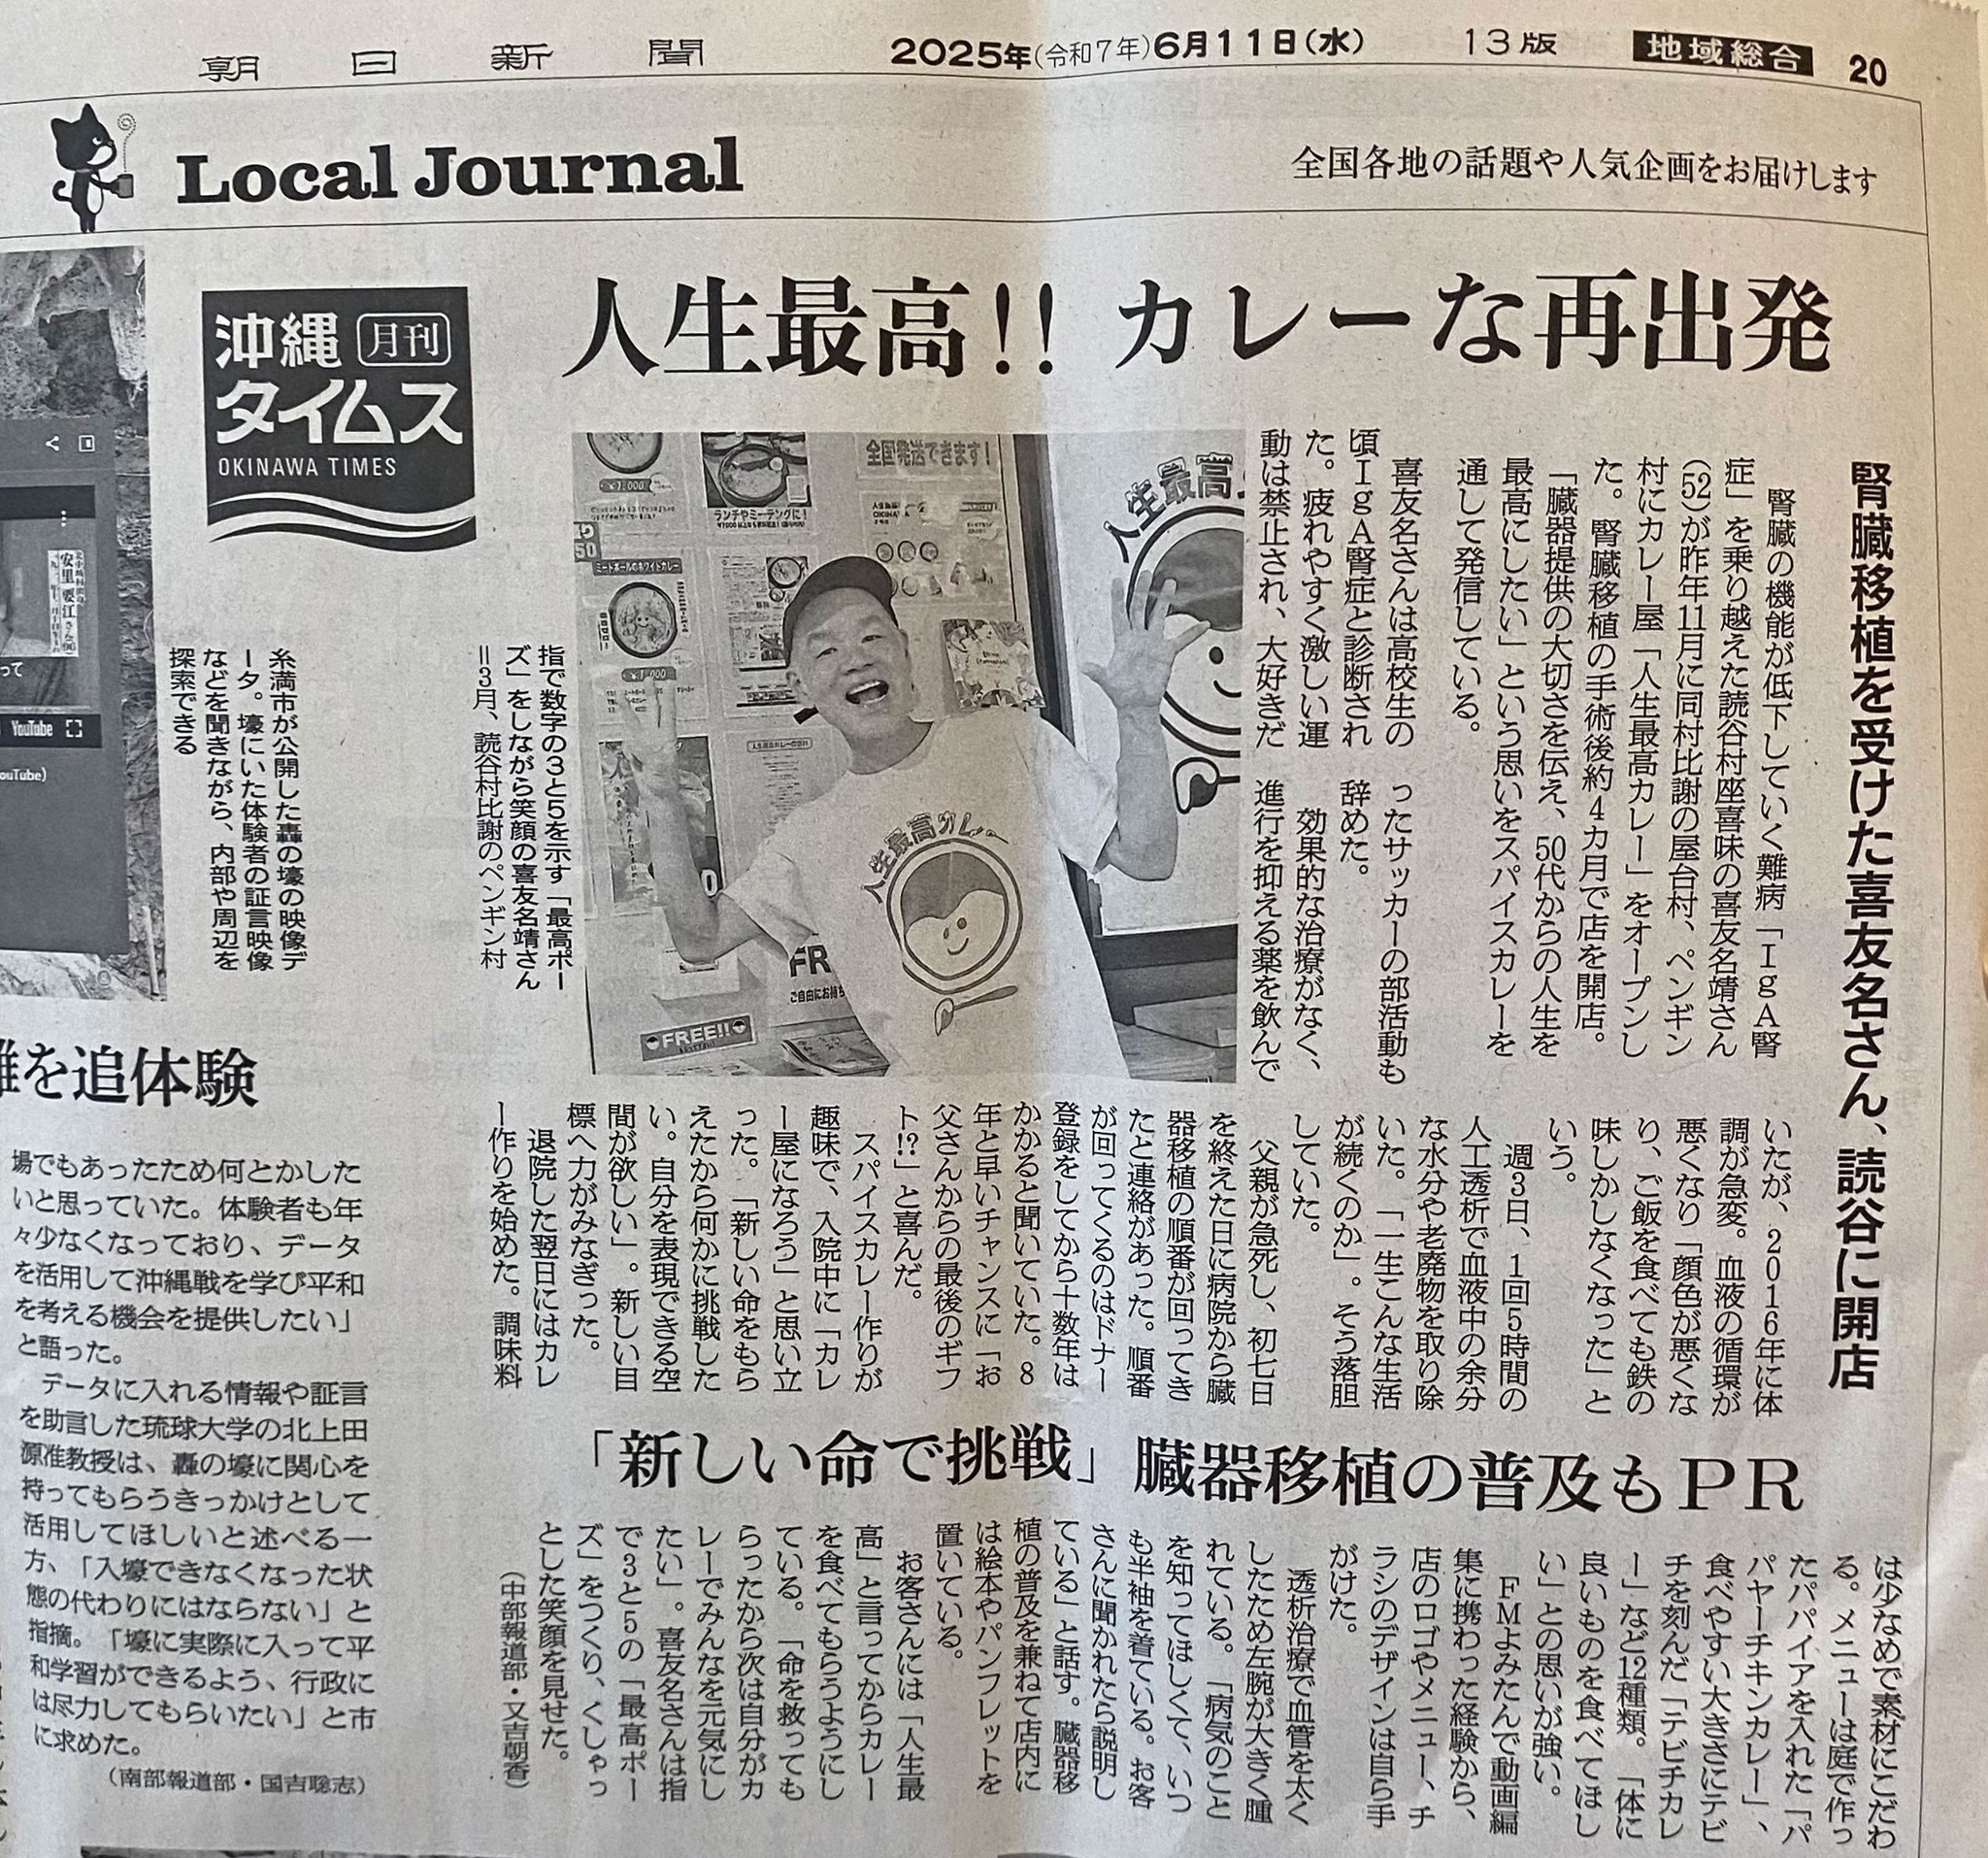 朝日新聞
2025年(令和7年)6月11日(水)
13版
地域総合
20
Local Journal
全国各地の話題や人気企画をお届けします
人生最高!! カレーな再出発
腎臓移植を受けた喜友名さん、読谷に開店
腎臓の機能が低下していく難病「IgA腎
症」を乗り越えた読谷村座喜味の喜友名靖さん
(52)が昨年11月に同村比謝の屋台村、ペンギン
村にカレー屋「人生最高カレー」をオープンし
た。腎臓移植の手術後約4カ月で店を開店。
「臓器提供の大切さを伝え、50代からの人生を
最高にしたい」という思いをスパイスカレーを
通して発信している。
喜友名さんは高校生の
頃IgA腎症と診断され
た。疲れやすく激しい運
動は禁止され、大好きだ
ったサッカーの部活動も
辞めた。
効果的な治療がなく、
進行を抑える薬を飲んで
いたが、2016年に体
調が急変。血液の循環が
悪くなり「顔色が悪くな
り、ご飯を食べても鉄の
味しかしなくなった」と
いう。
週3日、1回5時間の
人工透析で血液中の余分
な水分や老廃物を取り除
いた。「一生こんな生活
が続くのか」。そう落胆
していた。
父親が急死し、初七日
を終えた日に病院から臓
器移植の順番が回ってき
たと連絡があった。順番
が回ってくるのはドナー
登録をしてから十数年は
かかると聞いていた。8
年と早いチャンスに「お
父さんからの最後のギフ
ト!?」と喜んだ。
スパイスカレー作りが
趣味で、入院中に「カレ
ー屋になろう」と思い立
った。「新しい命をもら
えたから何かに挑戦した
い。自分を表現できる空
間が欲しい」。新しい目
標へ力がみなぎった。
退院した翌日にはカレ
ー作りを始めた。調味料
「新しい命で挑戦」臓器移植の普及もPR
は少なめで素材にこだわ
る。メニューは庭で作っ
たパパイアを入れた「パ
パヤーチキンカレー」、
食べやすい大きさにテビ
チを刻んだ「テビチカレ
ー」など12種類。「体に
良いものを食べてほし
い」との思いが強い。
FMよみたんで動画編
集に携わった経験から、
店のロゴやメニュー、チ
ラシのデザインは自ら手
がけた。
透析治療で血管を太く
したため左腕が大きく腫
れている。「病気のこと
を知ってほしくて、いつ
も半袖を着ている。お客
さんに聞かれたら説明し
ている」と話す。臓器移
植の普及を兼ねて店内に
は絵本やパンフレットを
置いている。
お客さんには「人生最
高」と言ってからカレー
を食べてもらうようにし
ている。「命を救っても
らったから次は自分がカ
レーでみんなを元気にし
たい」。喜友名さんは指
で3と5の「最高ポー
ズ」をつくり、くしゃっ
とした笑顔を見せた。
(中部報道部・又吉朝香)
全国発送できます!
¥1,000
ランチやミーテングに!
ミートボールのホワイトカレー
¥1,000
人生最高カレー
FR
ご自由にお持ち
FREE!!
人生最高カレー
指で数字の3と5を示す「最高ポー
ズ」をしながら笑顔の喜友名靖さん
=3月、読谷村比謝のペンギン村
沖縄
月刊
タイムス
OKINAWA TIMES
糸満市が公開した轟の壕の映像デ
ータ。壕にいた体験者の証言映像
などを聞きながら、内部や周辺を
探索できる
安里要江さん
って
YouTube
ouTube)
難を追体験
場でもあったため何とかした
いと思っていた。体験者も年
々少なくなっており、データ
を活用して沖縄戦を学び平和
を考える機会を提供したい」
と語った。
データに入れる情報や証言
を助言した琉球大学の北上田
源准教授は、轟の壕に関心を
持ってもらうきっかけとして
活用してほしいと述べる一
方、「入壕できなくなった状
態の代わりにはならない」と
指摘。「壕に実際に入って平
和学習ができるよう、行政に
は尽力してもらいたい」と市
に求めた。
(南部報道部・国吉聡志)